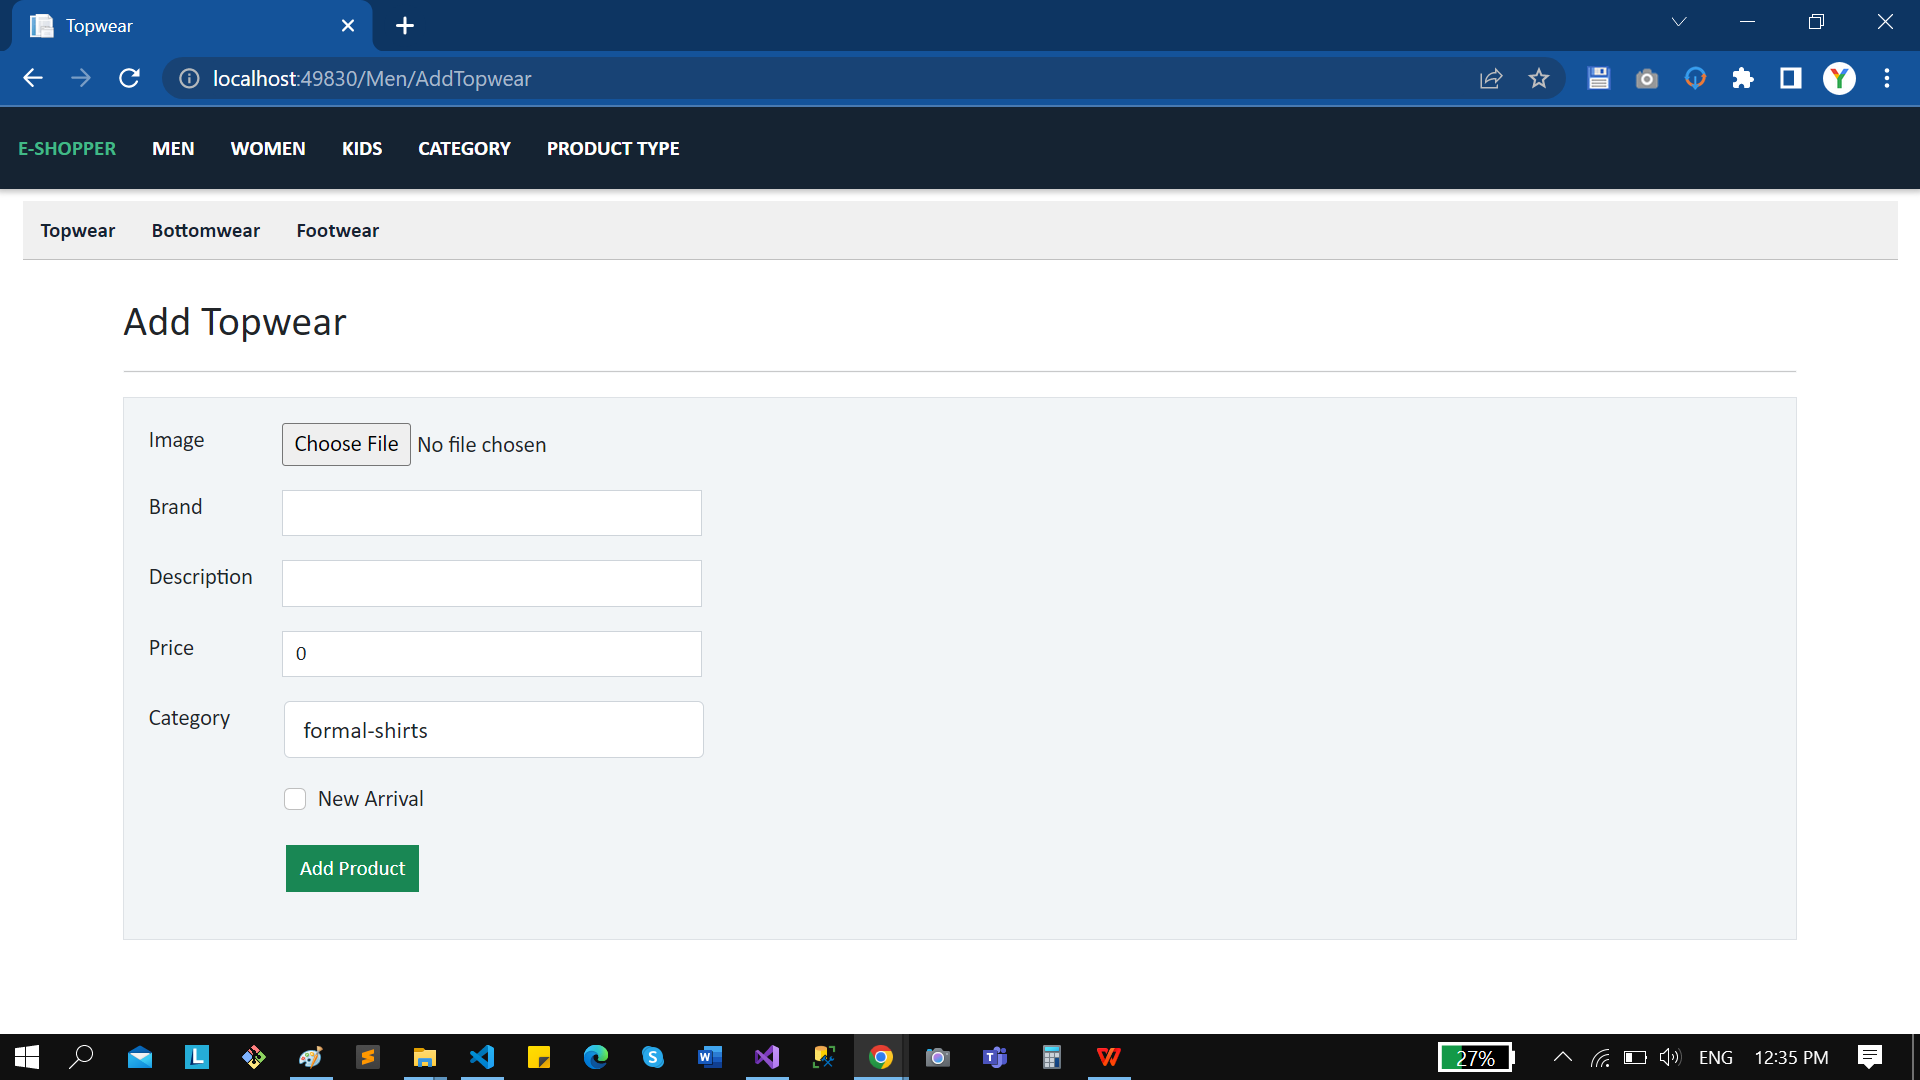 Topwear
localhost:49830/Men/AddTopwear
E-SHOPPER MEN WOMEN KIDS CATEGORY PRODUCT TYPE
Topwear Bottomwear Footwear
Add Topwear
Image Choose File No file chosen
Brand
Description
Price 0
Category formal-shirts
New Arrival
Add Product
27% ENG 12:35 PM